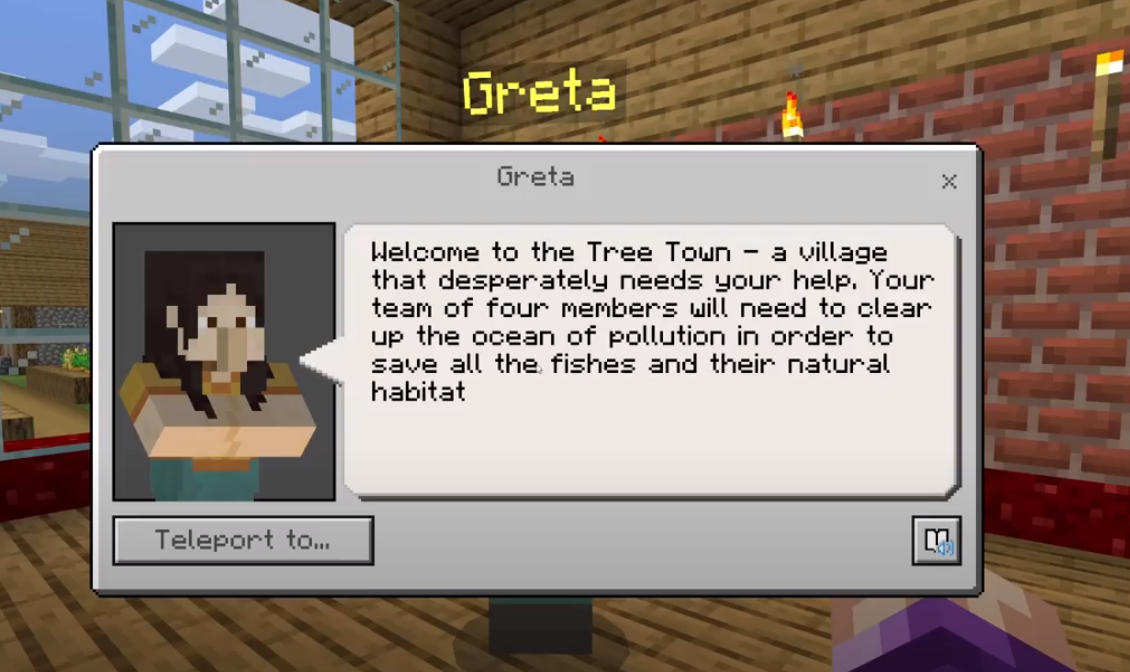 Greta
Greta
Welcome to the Tree Town - a village
that desperately needs your help. Your
team of four members will need to clear
up the ocean of pollution in order to
save all the fishes and their natural
habitat
Teleport to...